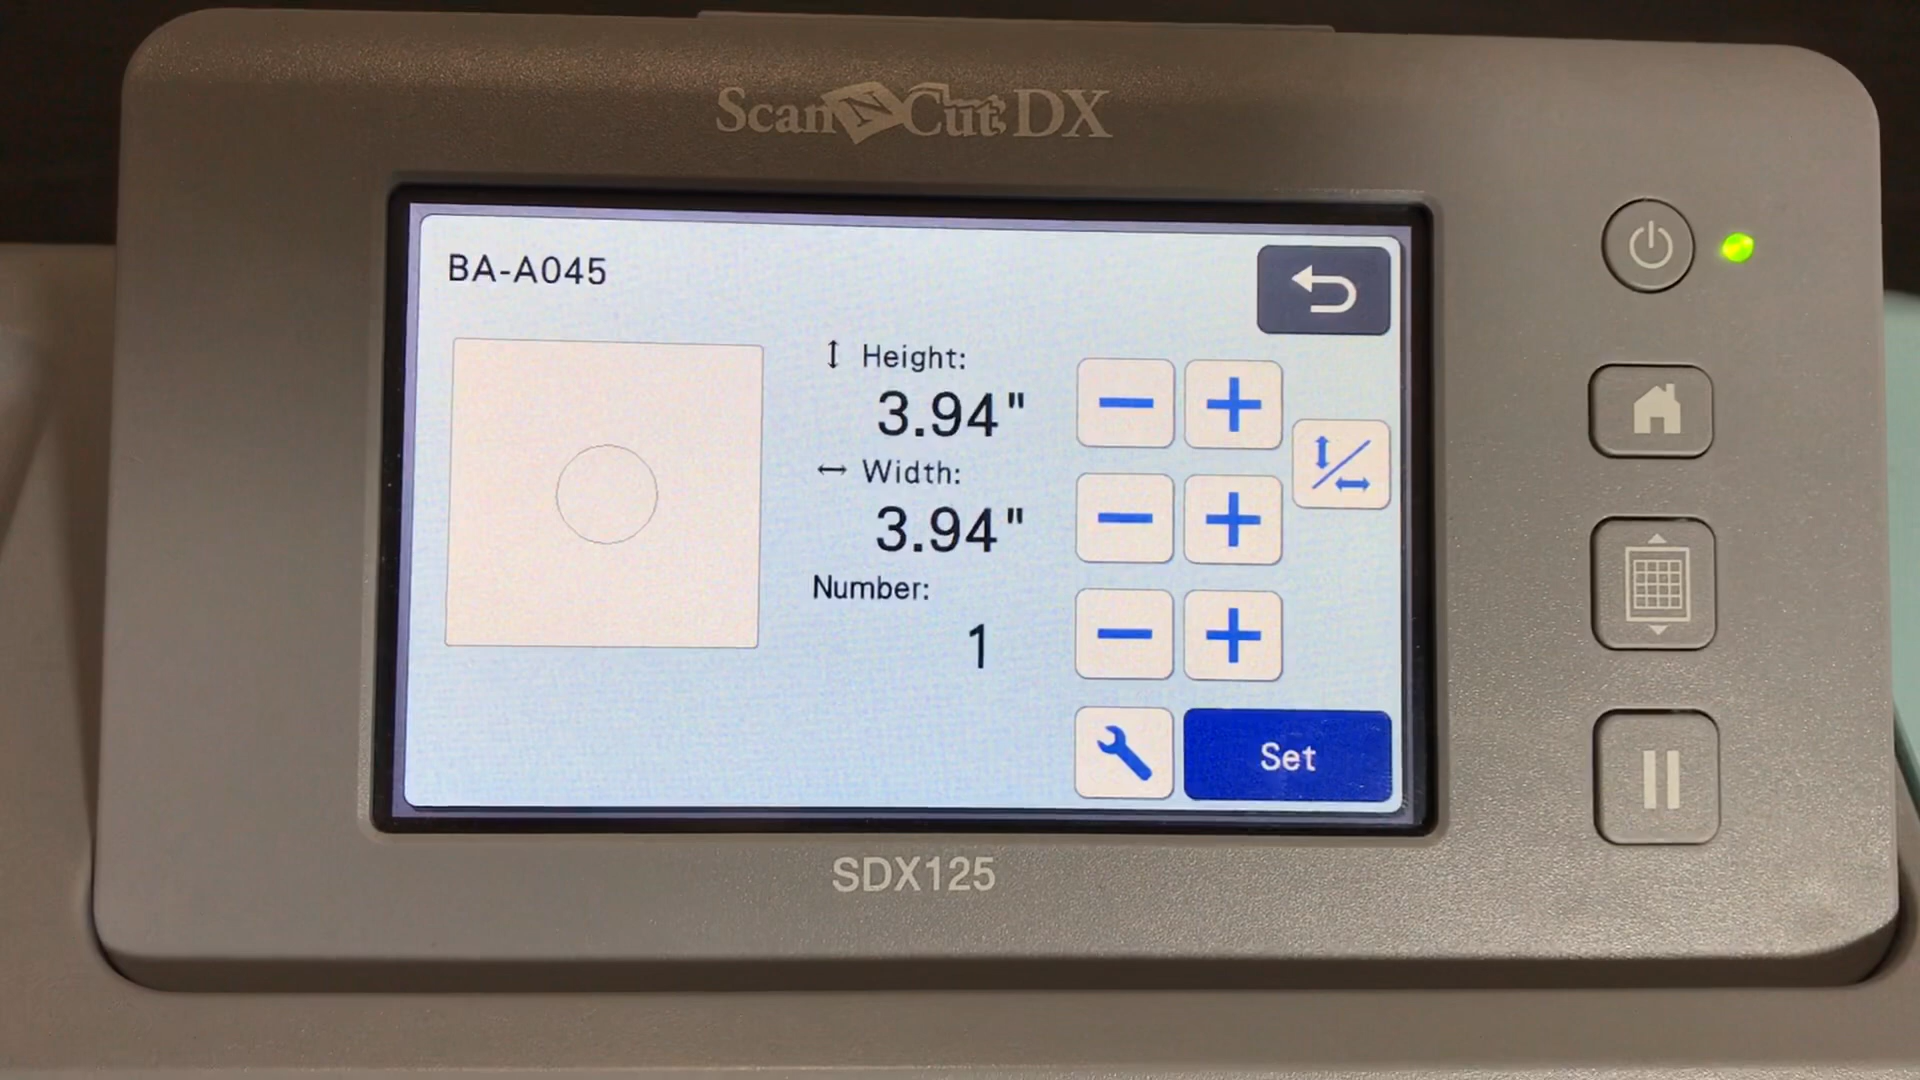 ScanNCut DX
BA-A045
Height:
3.94"
Width:
3.94"
Number:
1
Set
SDX125